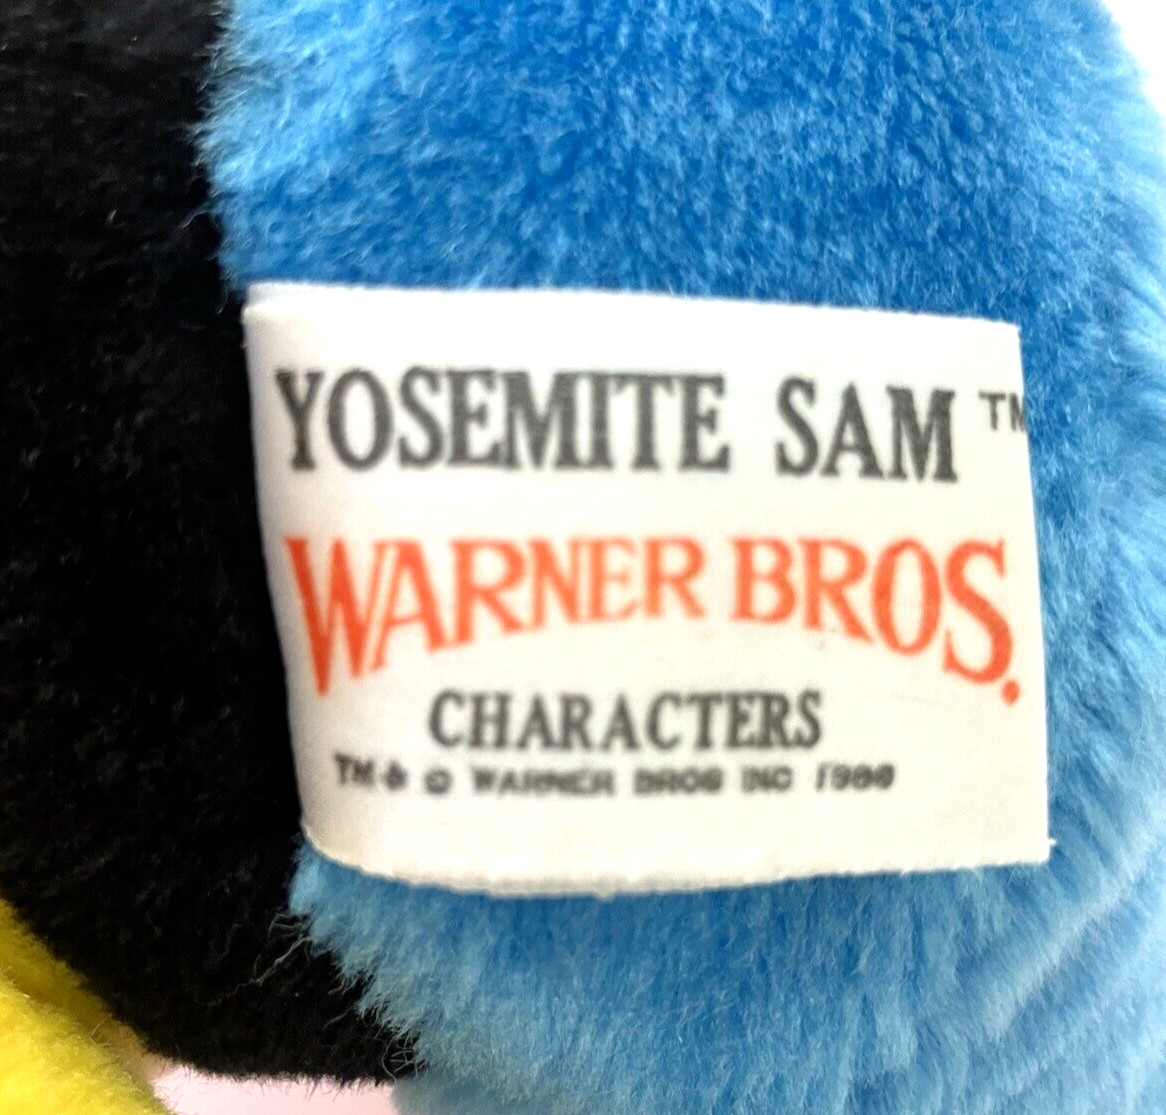 YOSEMITE SAM ™
WARNER BROS.
CHARACTERS
TM & © WARNER BROS INC